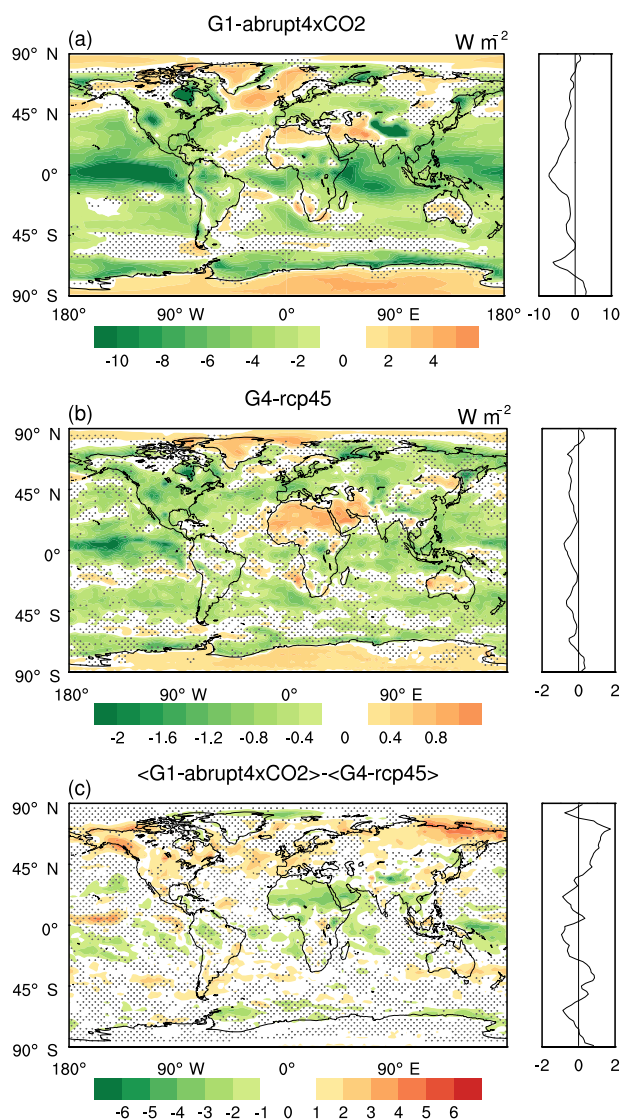 (a) G1-abrupt4xCO2 W m⁻²
90° N
45° N
0°
45° S
90° S
180° 90° W 0° 90° E 180° -10 0 10
-10 -8 -6 -4 -2 0 2 4
(b) G4-rcp45 W m⁻²
90° N
45° N
0°
45° S
90° S
180° 90° W 0° 90° E -2 0 2
-2 -1.6 -1.2 -0.8 -0.4 0 0.4 0.8
<G1-abrupt4xCO2>-<G4-rcp45>
(c)
90° N
45° N
0°
45° S
90° S
180° 90° W 0° 90° E -2 0 2
-6 -5 -4 -3 -2 -1 0 1 2 3 4 5 6